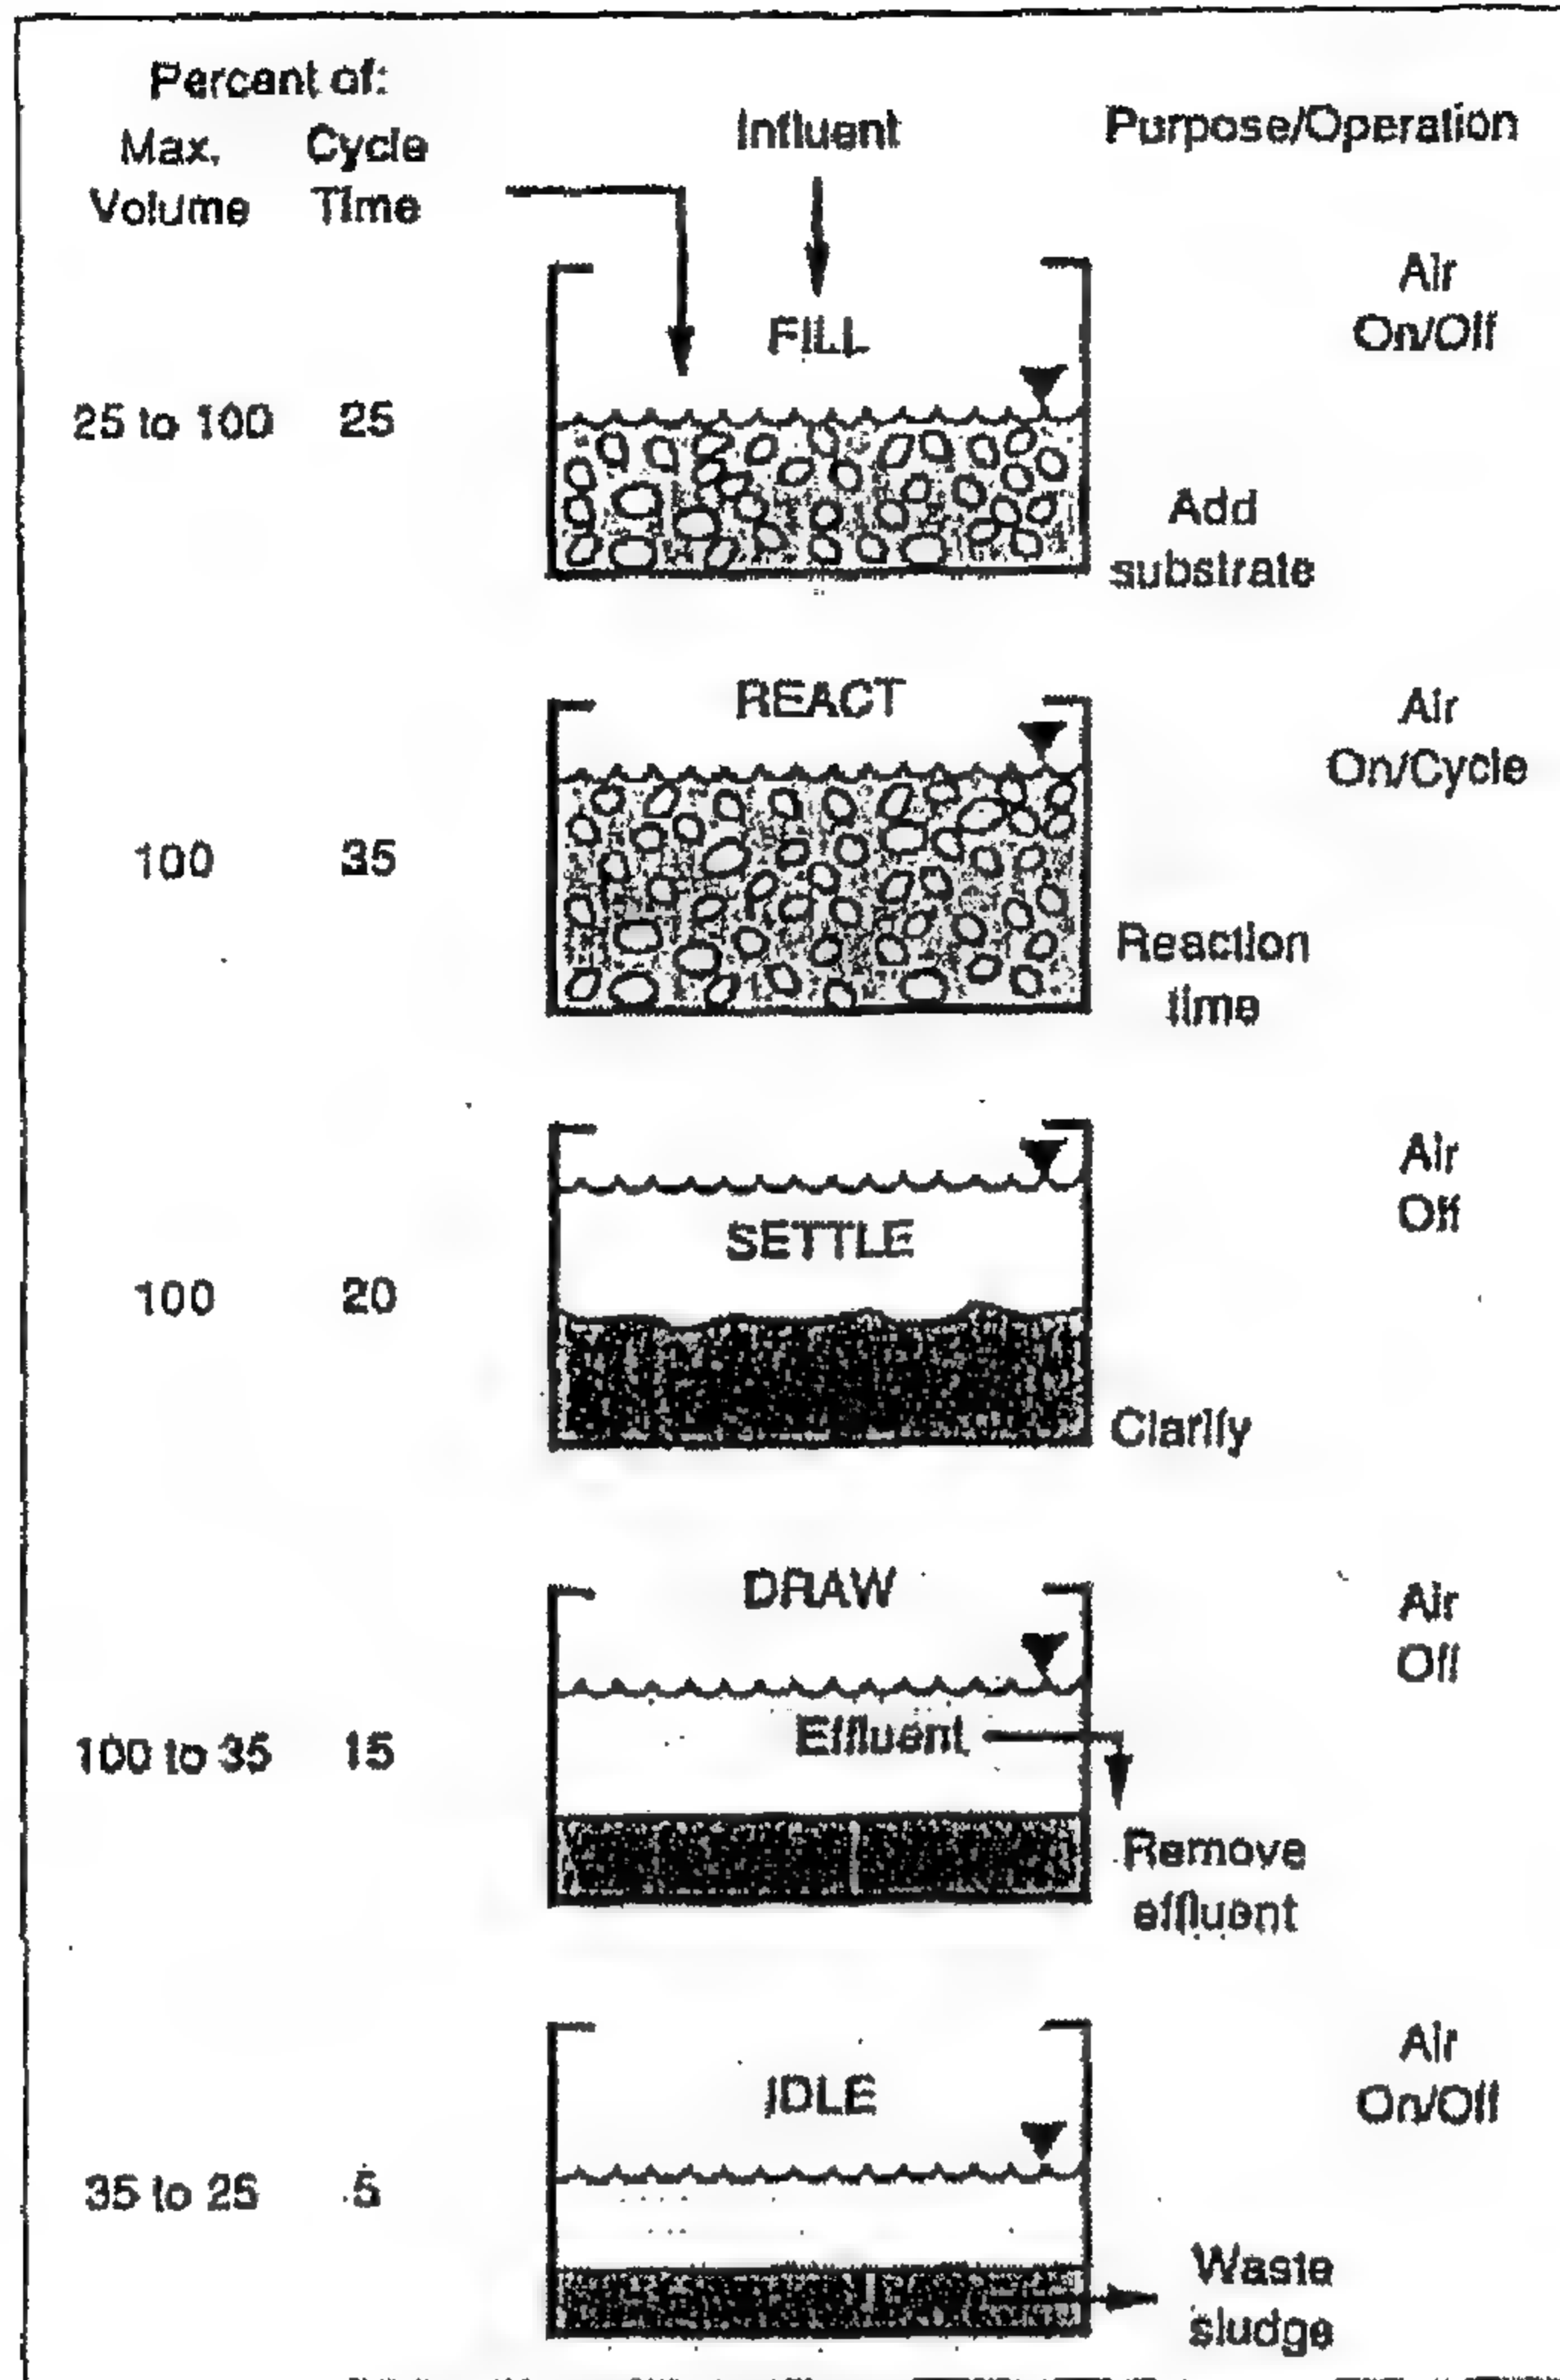 Percent of:
Max. Cycle
Volume Time
Influent
Purpose/Operation
FILL
Air
On/Off
25 to 100 25
Add
substrate
REACT
Air
On/Cycle
100 35
Reaction
time
Air
Off
SETTLE
100 20
Clarify
DRAW
Air
Off
Effluent
100 to 35 15
Remove
effluent
Air
On/Off
IDLE
35 to 25 5
Waste
sludge